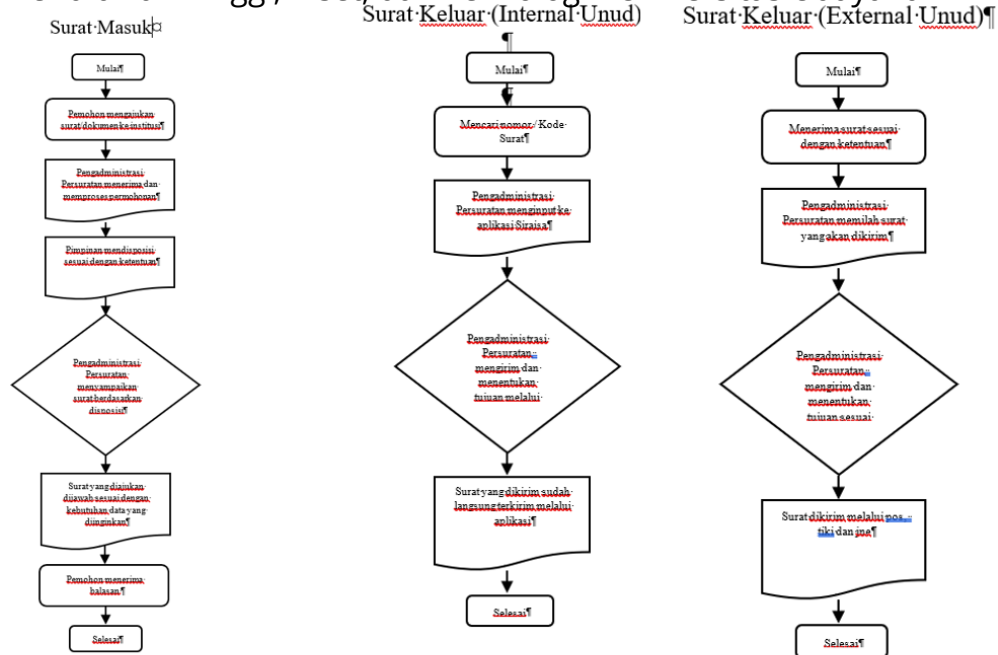 Surat Masuk¤
Mulai¶
Pemohon mengajukan
surat/dokumen ke institusi¶
Pengadministrasi
Persuratan menerima dan
memproses permohonan¶
Pimpinan mendisposisi
sesuai dengan ketentuan¶
Pengadministrasi
Persuratan
menyampaikan
surat berdasarkan
disposisi¶
Surat yang diajukan
dijawab sesuai dengan
kebutuhan data yang
diinginkan¶
Pemohon menerima
balasan¶
Selesai¶
Surat Keluar (Internal Unud)
¶
Mulai¶
¶
Mencari nomor / Kode
Surat¶
Pengadministrasi
Persuratan menginput ke
aplikasi Siraisa¶
Pengadministrasi
Persuratan
mengirim dan
menentukan
tujuan melalui
Surat yang dikirim sudah
langsung terkirim melalui
aplikasi¶
Selesai¶
Surat Keluar (External Unud)¶
Mulai¶
Menerima surat sesuai
dengan ketentuan¶
Pengadministrasi
Persuratan memilah surat
yang akan dikirim¶
Pengadministrasi
Persuratan
mengirim dan
menentukan
tujuan sesuai
Surat dikirim melalui pos,
tiki dan jne¶
Selesai¶